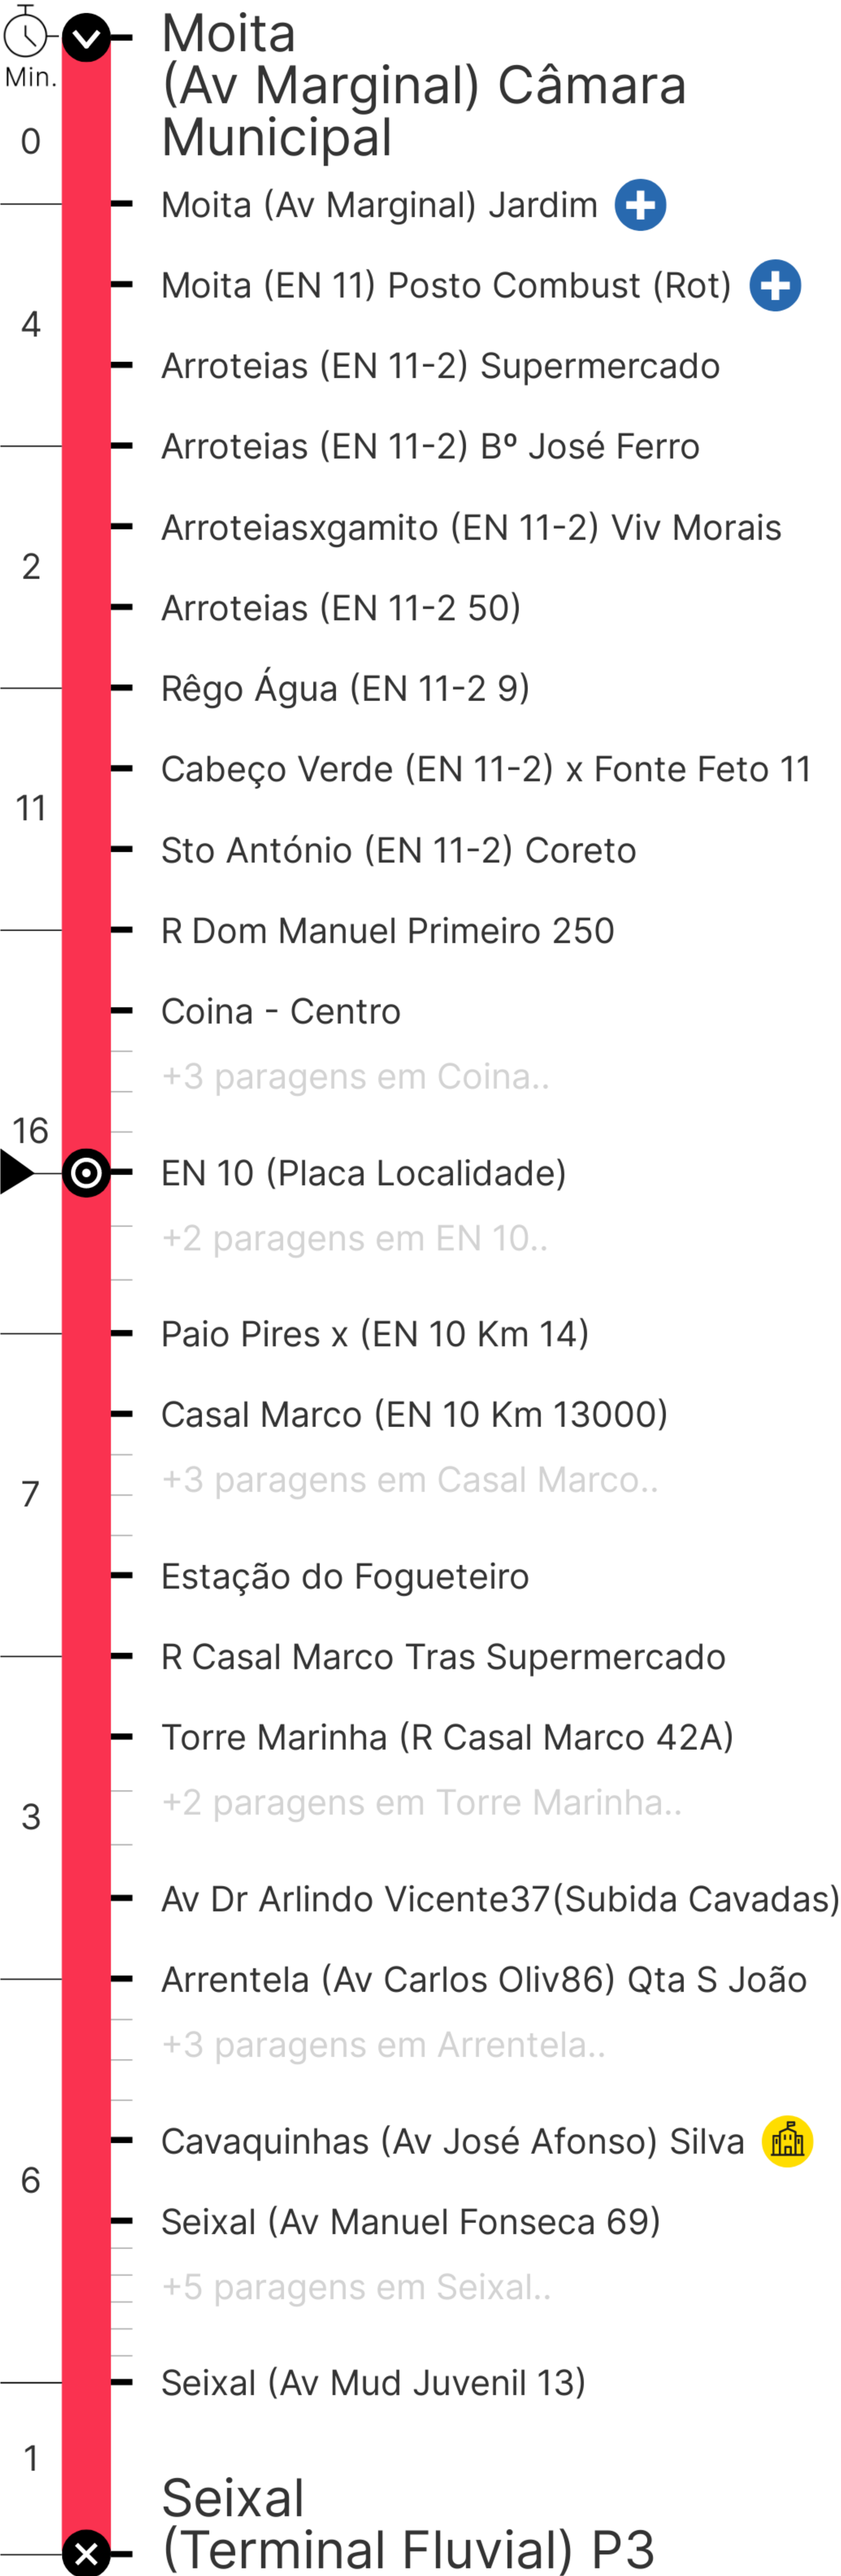 Moita
Min.
(Av Marginal) Câmara
0
Municipal
Moita (Av Marginal) Jardim
Moita (EN 11) Posto Combust (Rot)
4
Arroteias (EN 11-2) Supermercado
Arroteias (EN 11-2) Bº José Ferro
Arroteiasxgamito (EN 11-2) Viv Morais
2
Arroteias (EN 11-2 50)
Rêgo Água (EN 11-2 9)
Cabeço Verde (EN 11-2) x Fonte Feto 11
11
Sto António (EN 11-2) Coreto
R Dom Manuel Primeiro 250
Coina - Centro
+3 paragens em Coina..
16
EN 10 (Placa Localidade)
+2 paragens em EN 10..
Paio Pires x (EN 10 Km 14)
Casal Marco (EN 10 Km 13000)
+3 paragens em Casal Marco..
7
Estação do Fogueteiro
R Casal Marco Tras Supermercado
Torre Marinha (R Casal Marco 42A)
+2 paragens em Torre Marinha..
3
Av Dr Arlindo Vicente37(Subida Cavadas)
Arrentela (Av Carlos Oliv86) Qta S João
+3 paragens em Arrentela..
Cavaquinhas (Av José Afonso) Silva
6
Seixal (Av Manuel Fonseca 69)
+5 paragens em Seixal..
Seixal (Av Mud Juvenil 13)
1
Seixal
(Terminal Fluvial) P3